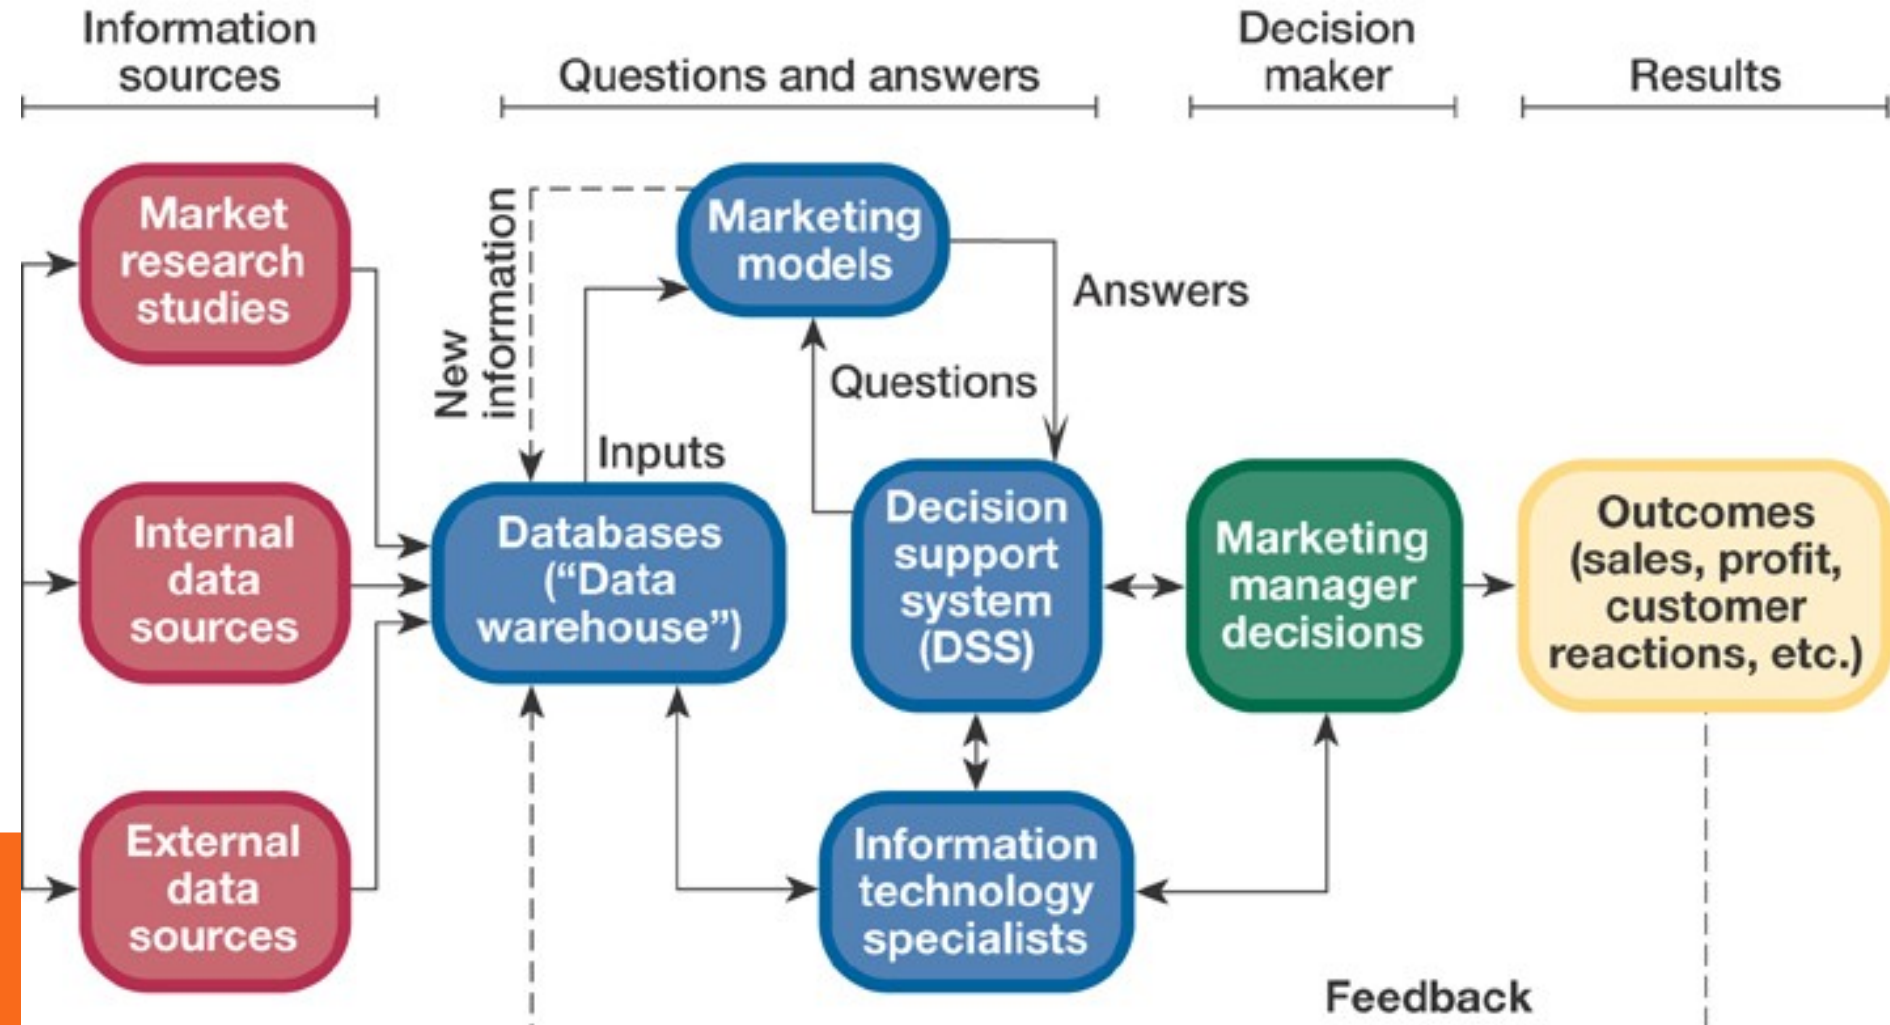 Information
sources
Questions and answers
Decision
maker
Results
Market
research
studies
New
information
Marketing
models
Answers
Questions
Inputs
Internal
data
sources
Databases
(“Data
warehouse”)
Decision
support
system
(DSS)
Marketing
manager
decisions
Outcomes
(sales, profit,
customer
reactions, etc.)
External
data
sources
Information
technology
specialists
Feedback